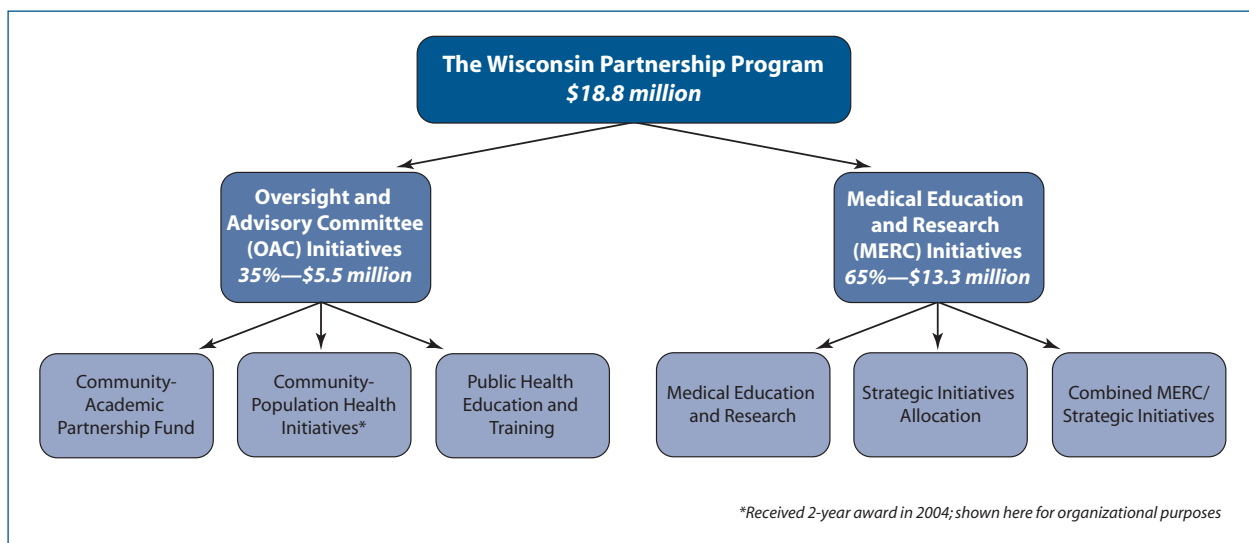 The Wisconsin Partnership Program
$18.8 million
Oversight and
Advisory Committee
(OAC) Initiatives
35%—$5.5 million
Medical Education
and Research
(MERC) Initiatives
65%—$13.3 million
Community-
Academic
Partnership Fund
Community-
Population Health
Initiatives*
Public Health
Education and
Training
Medical Education
and Research
Strategic Initiatives
Allocation
Combined MERC/
Strategic Initiatives
*Received 2-year award in 2004; shown here for organizational purposes